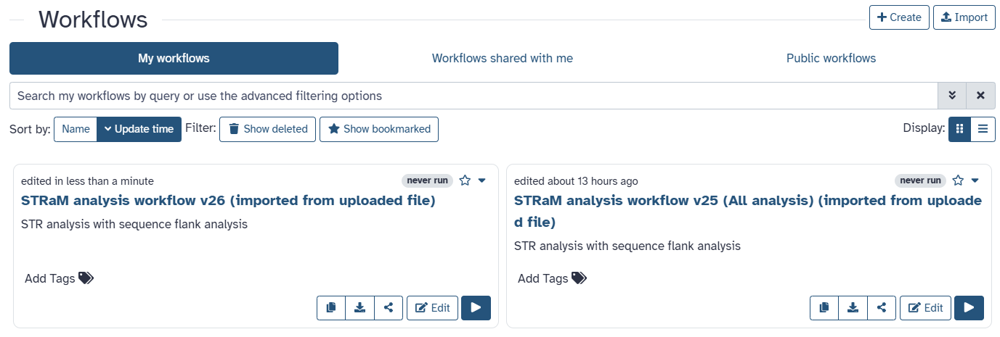 Workflows
Create
Import
My workflows
Workflows shared with me
Public workflows
Search my workflows by query or use the advanced filtering options
Sort by:
Name
Update time
Filter:
Show deleted
Show bookmarked
Display:
edited in less than a minute
never run
STRaM analysis workflow v26 (imported from uploaded file)
STR analysis with sequence flank analysis
Add Tags
Edit
edited about 13 hours ago
never run
STRaM analysis workflow v25 (All analysis) (imported from uploade
d file)
STR analysis with sequence flank analysis
Add Tags
Edit